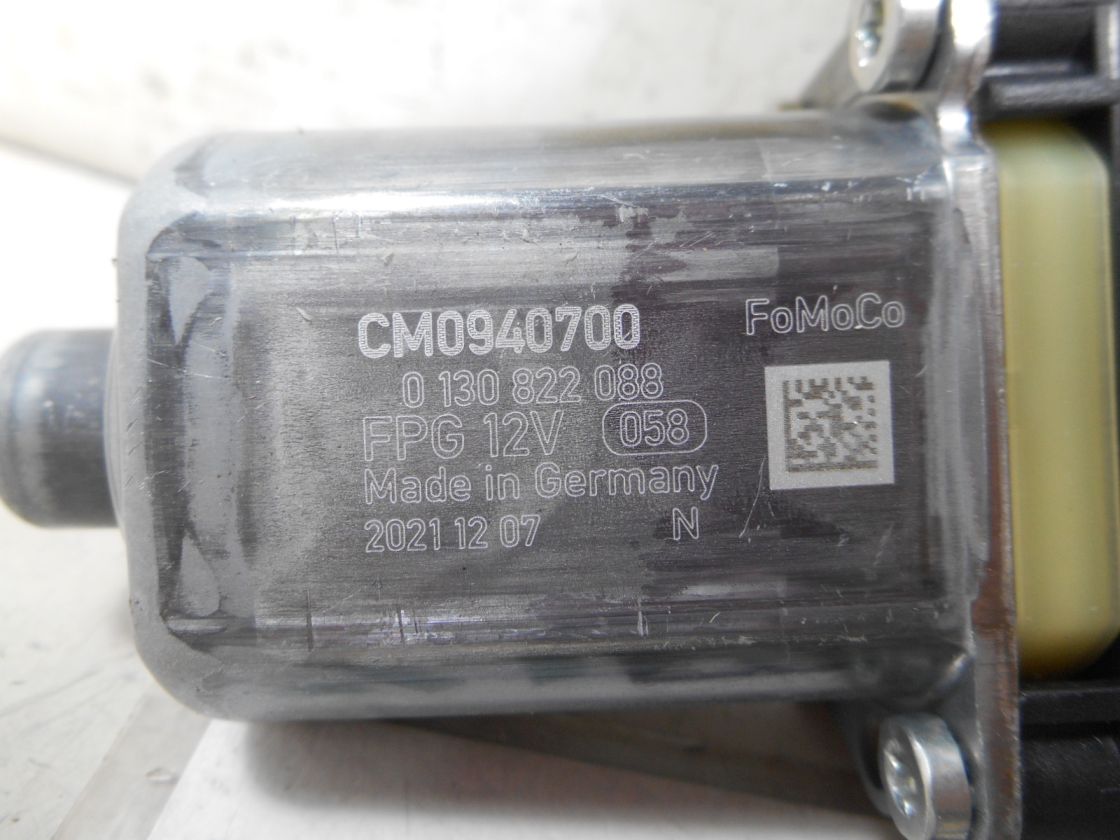 CM0940700
FoMoCo
0 130 822 088
FPG 12V 058
Made in Germany
2021 12 07 N